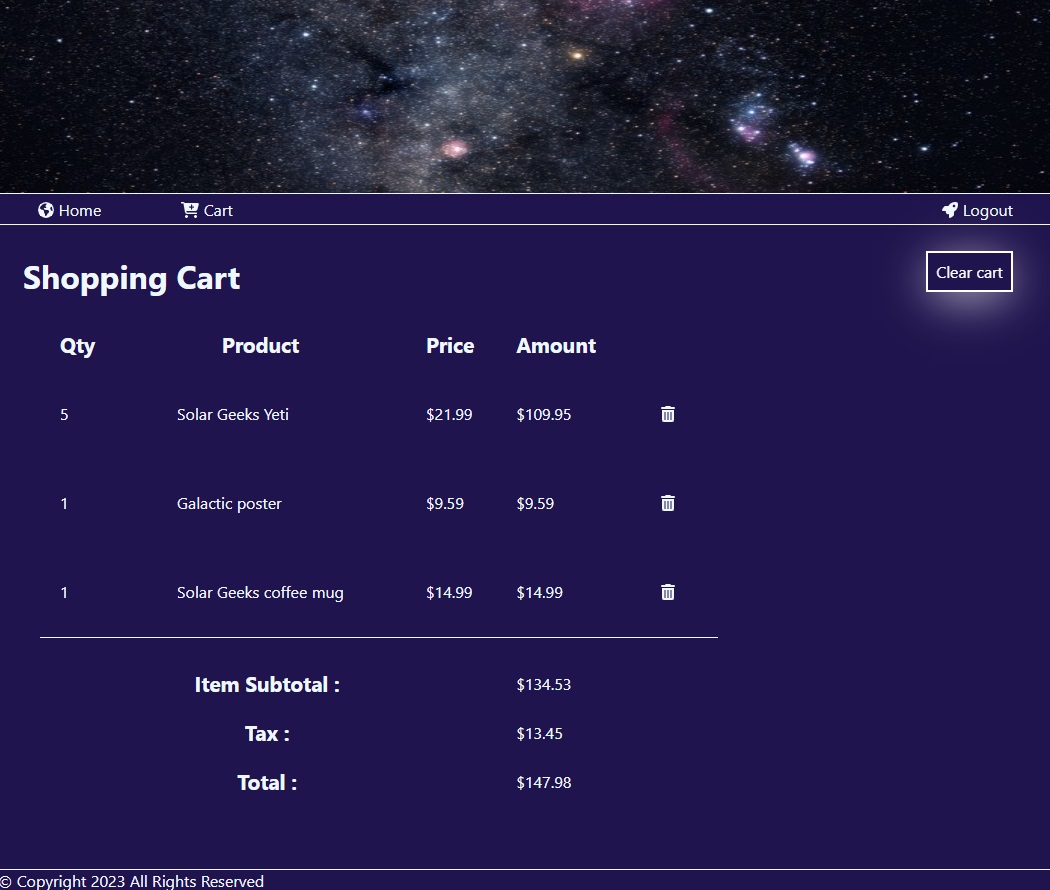 Home Cart Logout
Shopping Cart Clear cart
Qty Product Price Amount
5 Solar Geeks Yeti $21.99 $109.95
1 Galactic poster $9.59 $9.59
1 Solar Geeks coffee mug $14.99 $14.99
Item Subtotal : $134.53
Tax : $13.45
Total : $147.98
© Copyright 2023 All Rights Reserved